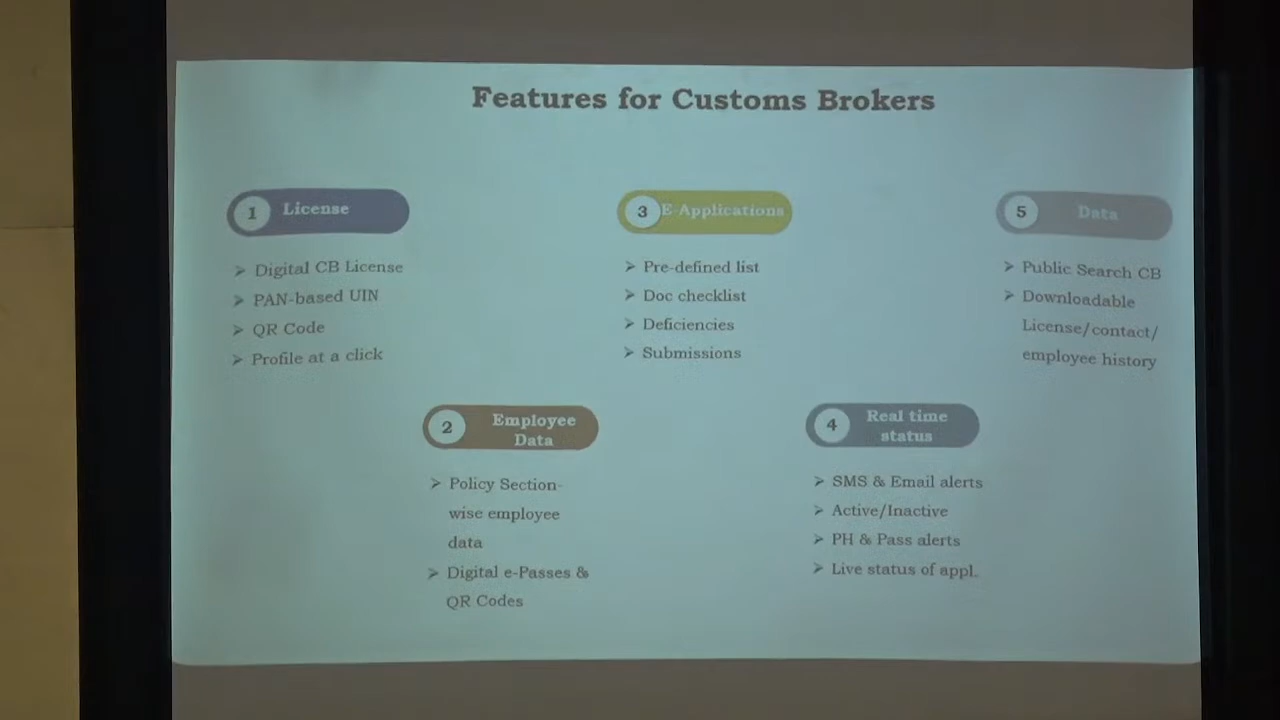 Features for Customs Brokers
1 License
➢ Digital CB License
➢ PAN-based UIN
➢ QR Code
➢ Profile at a click
2 Employee
Data
➢ Policy Section-
wise employee
data
➢ Digital e-Passes &
QR Codes
3 E-Applications
➢ Pre-defined list
➢ Doc checklist
➢ Deficiencies
➢ Submissions
4 Real time
status
➢ SMS & Email alerts
➢ Active/Inactive
➢ PH & Pass alerts
➢ Live status of appl.
5 Data
➢ Public Search CB
➢ Downloadable
License/contact/
employee history